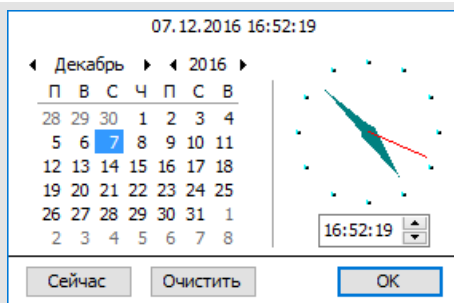 07.12.2016 16:52:19
Декабрь 2016
П В С Ч П С В
28 29 30 1 2 3 4
5 6 7 8 9 10 11
12 13 14 15 16 17 18
19 20 21 22 23 24 25
26 27 28 29 30 31 1
2 3 4 5 6 7 8
16:52:19
Сейчас Очистить OK